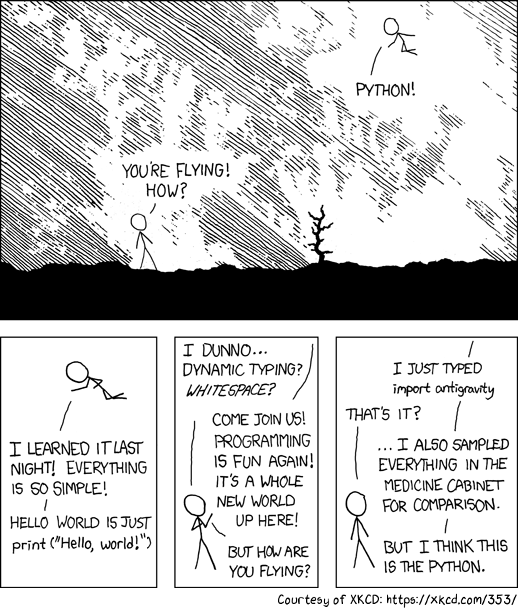 YOU'RE FLYING!
HOW?
PYTHON!
I LEARNED IT LAST
NIGHT! EVERYTHING
IS SO SIMPLE!
HELLO WORLD IS JUST
print ("Hello, world!")
I DUNNO...
DYNAMIC TYPING?
WHITESPACE?
COME JOIN US!
PROGRAMMING
IS FUN AGAIN!
IT'S A WHOLE
NEW WORLD
UP HERE!
BUT HOW ARE
YOU FLYING?
I JUST TYPED
import antigravity
THAT'S IT?
...I ALSO SAMPLED
EVERYTHING IN THE
MEDICINE CABINET
FOR COMPARISON.
BUT I THINK THIS
IS THE PYTHON.
Courtesy of XKCD: https://xkcd.com/353/